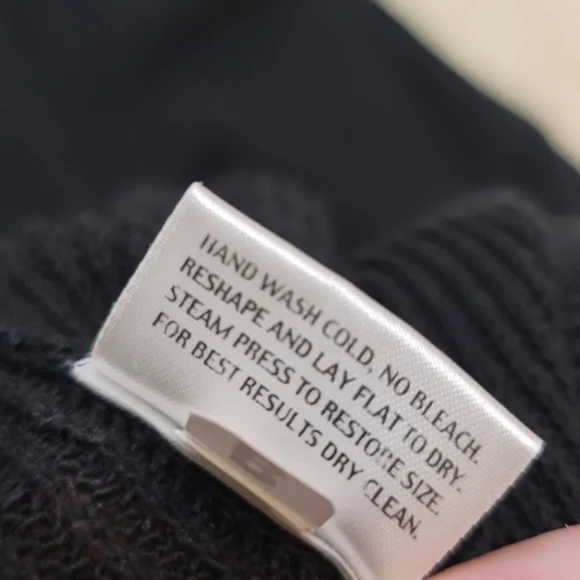 HAND WASH COLD, NO BLEACH.
RESHAPE AND LAY FLAT TO DRY.
STEAM PRESS TO RESTORE SIZE.
FOR BEST RESULTS DRY CLEAN.